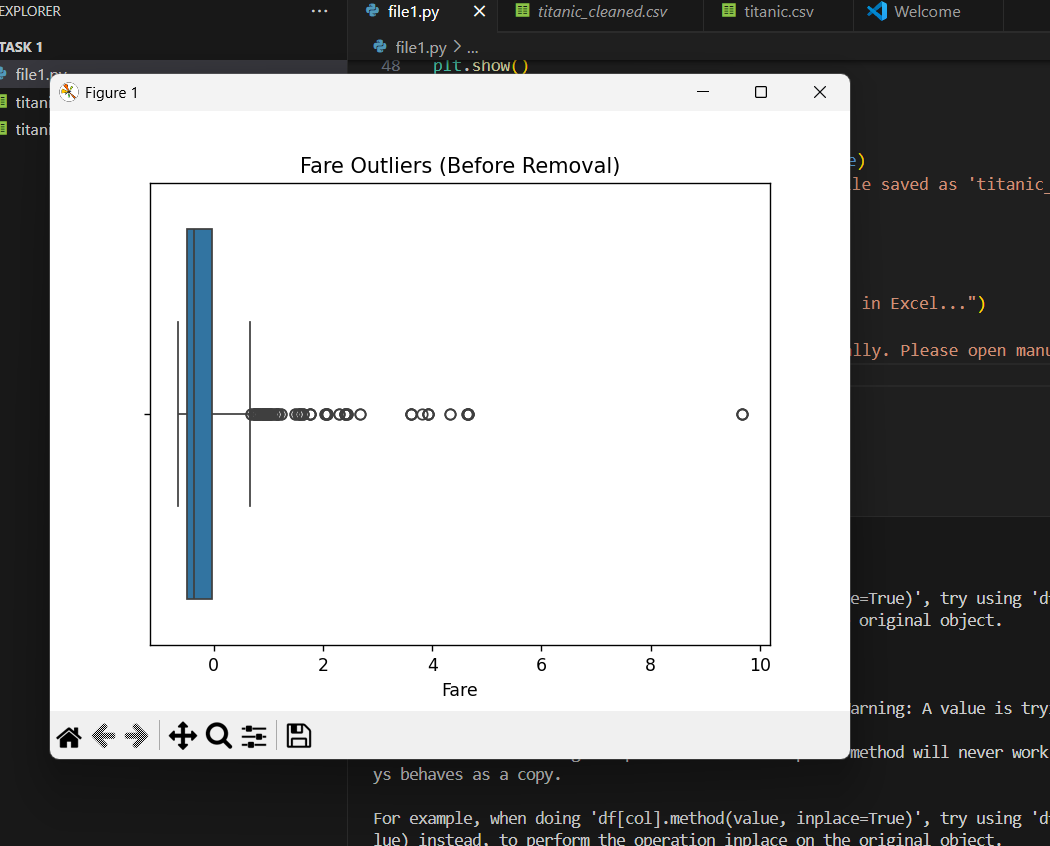 EXPLORER
...
file1.py
titanic_cleaned.csv
titanic.csv
Welcome
TASK 1
file1.py > ...
48 plt.show()
file1.py
Figure 1
Fare Outliers (Before Removal)
0 2 4 6 8 10
Fare
e)
le saved as 'titanic_
in Excel...")
lly. Please open manu
e=True)', try using 'd
original object.
arning: A value is try
method will never work
ys behaves as a copy.
For example, when doing 'df[col].method(value, inplace=True)', try using 'd
lue) instead, to perform the operation inplace on the original object.